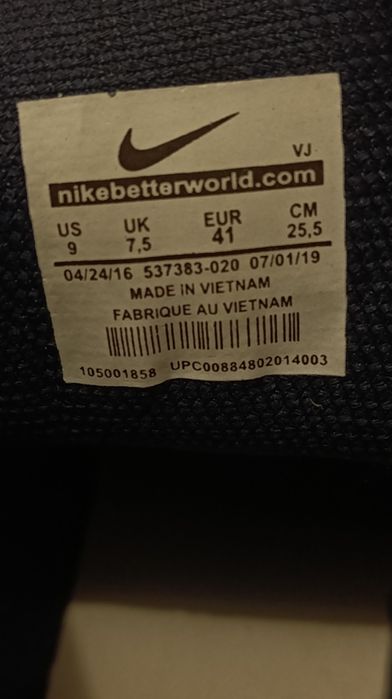 VJ
nikebetterworld.com
US UK EUR CM
9 7,5 41 25,5
04/24/16 537383-020 07/01/19
MADE IN VIETNAM
FABRIQUE AU VIETNAM
105001858 UPC00884802014003